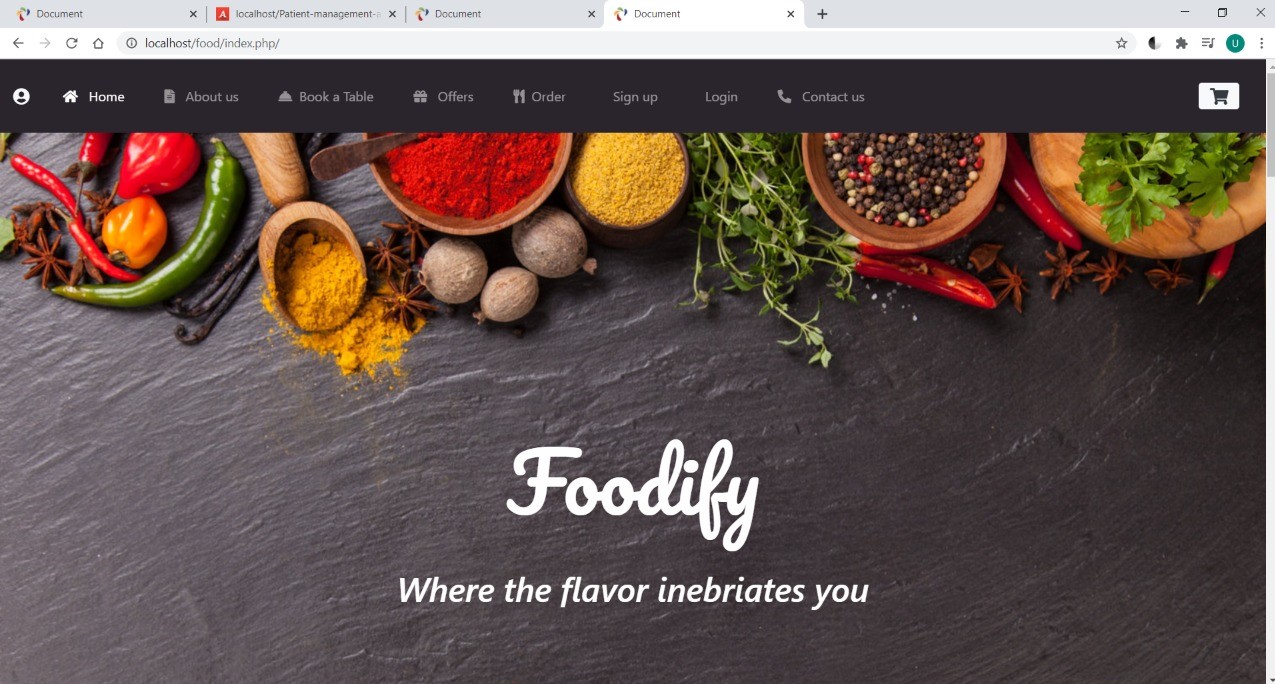 Document
localhost/Patient-management-a
Document
Document
localhost/food/index.php/
U
Home
About us
Book a Table
Offers
Order
Sign up
Login
Contact us
Foodify
Where the flavor inebriates you